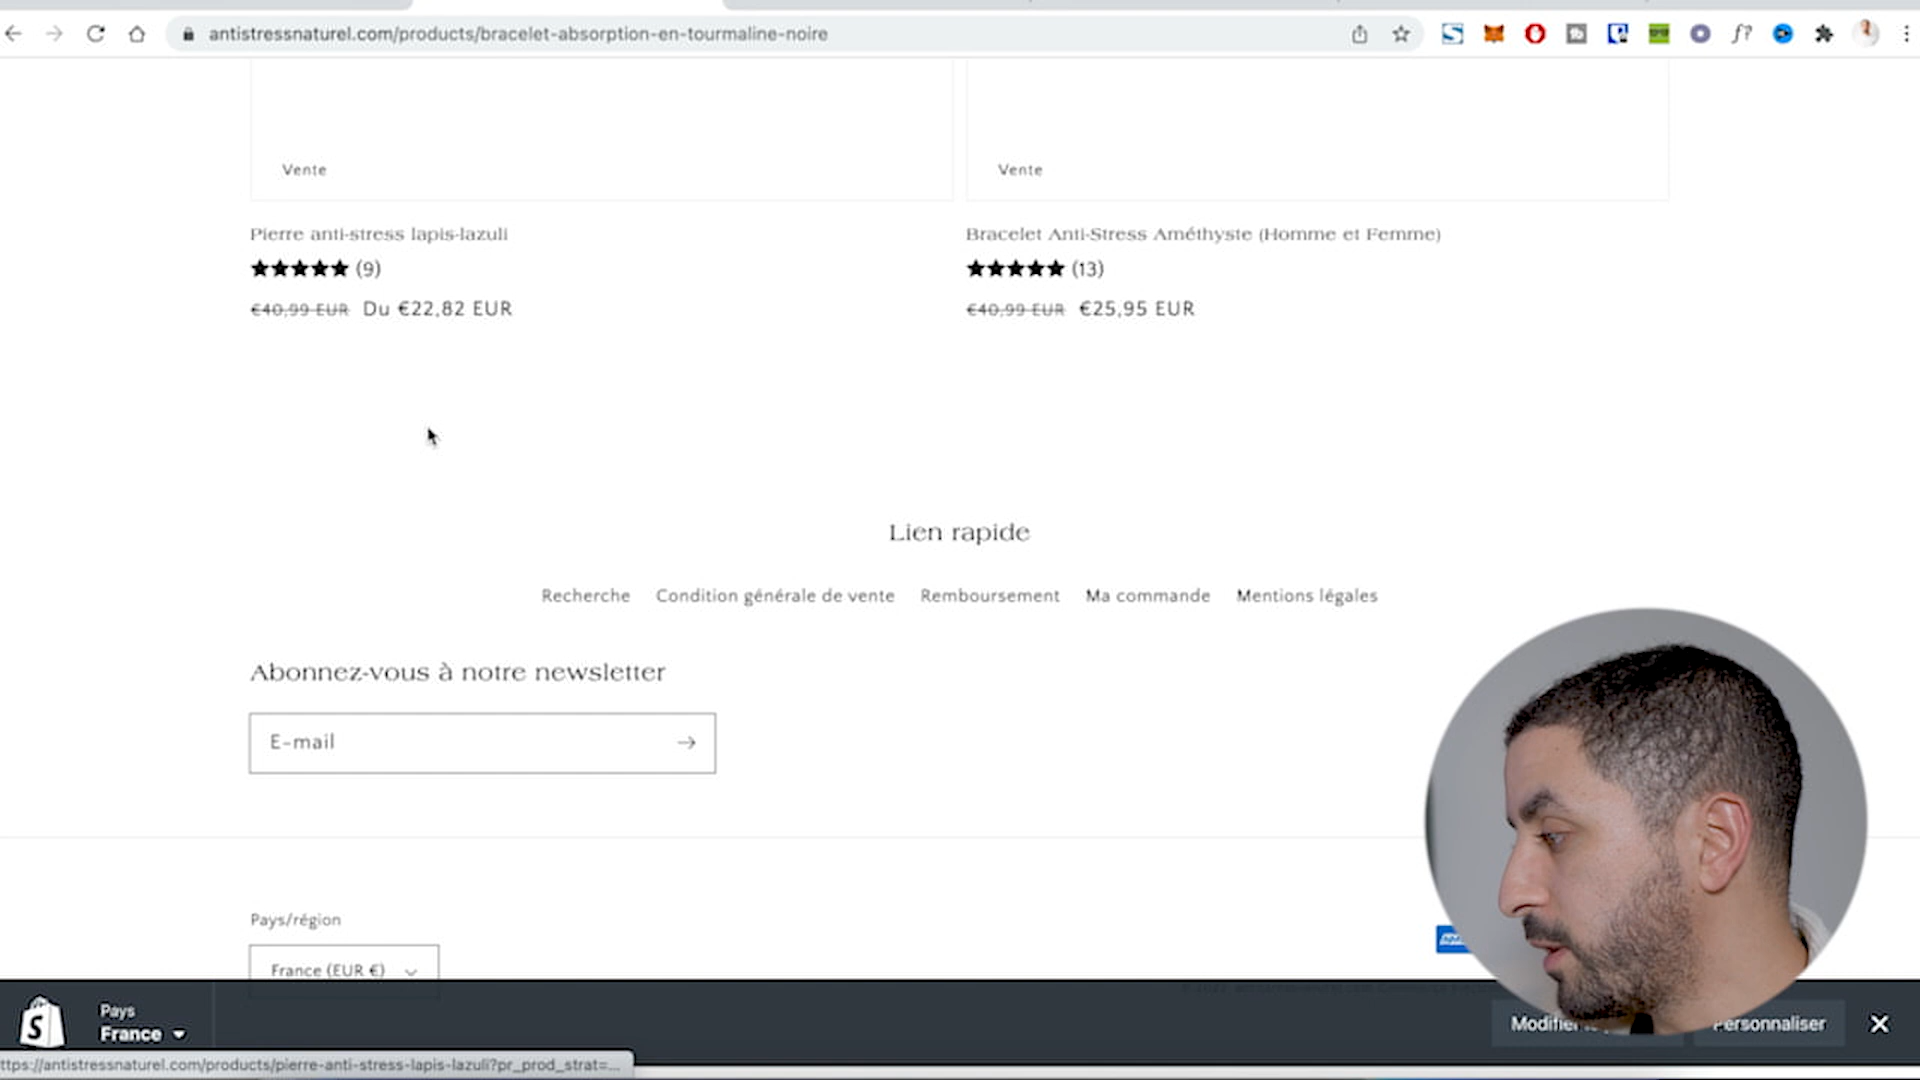 antistressnaturel.com/products/bracelet-absorption-en-tourmaline-noire
f?
Vente
Vente
Pierre anti-stress lapis-lazuli
★★★★★ (9)
€40,99 EUR Du €22,82 EUR
Bracelet Anti-Stress Améthyste (Homme et Femme)
★★★★★ (13)
€40,99 EUR €25,95 EUR
Lien rapide
Recherche Condition générale de vente Remboursement Ma commande Mentions légales
Abonnez-vous à notre newsletter
E-mail
Pays/région
France (EUR €)
Pays
France
Personnaliser
ttps://antistressnaturel.com/products/pierre-anti-stress-lapis-lazuli?pr_prod_strat=...